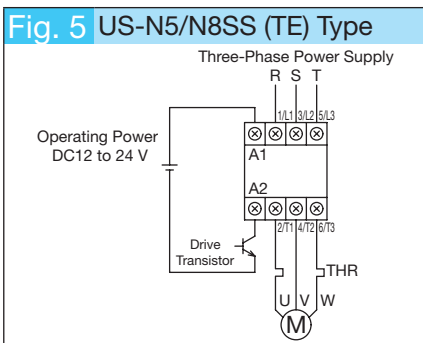 Fig. 5 US-N5/N8SS (TE) Type
Three-Phase Power Supply
R S T
1/L1 3/L2 5/L3
Operating Power
DC12 to 24 V
A1
A2
2/T1 4/T2 6/T3
Drive
Transistor
THR
U V W
M